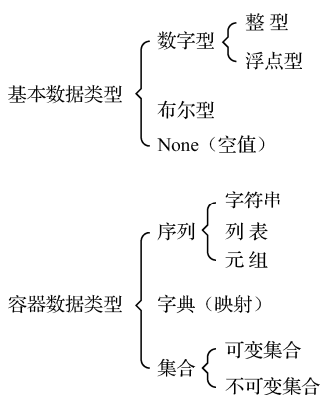 整 型
数字型
浮点型
基本数据类型
布尔型
None（空值）
字符串
序列
列 表
元 组
容器数据类型
字典（映射）
可变集合
集合
不可变集合